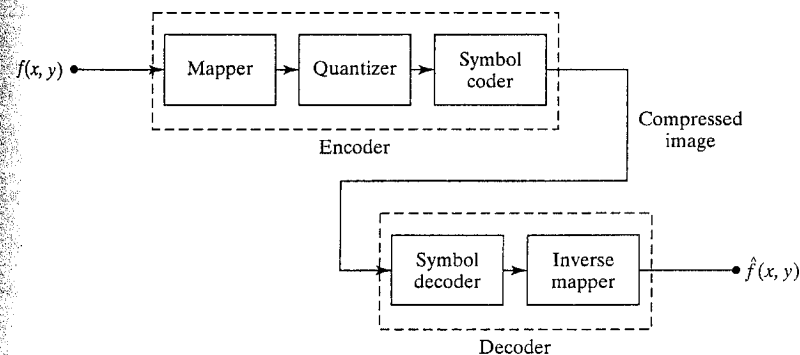 f(x, y)
Mapper
Quantizer
Symbol
coder
Encoder
Compressed
image
Symbol
decoder
Inverse
mapper
f̂(x, y)
Decoder